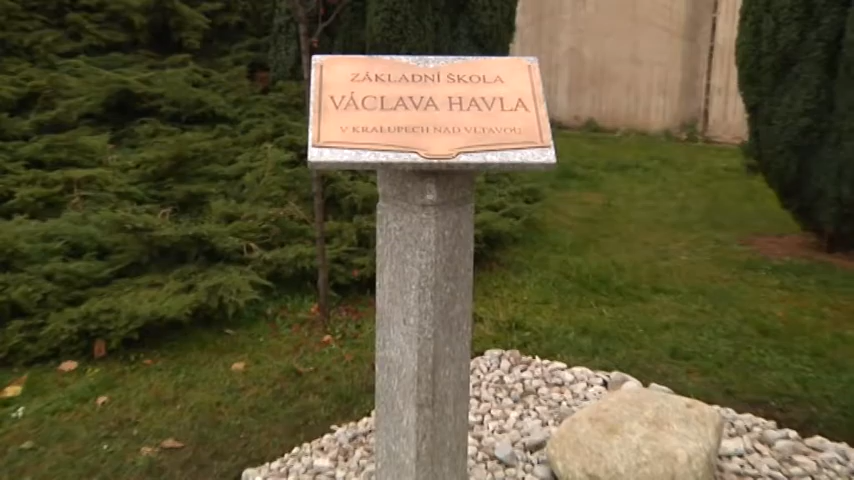 ZÁKLADNÍ ŠKOLA
VÁCLAVA HAVLA
V KRALUPECH NAD VLTAVOU